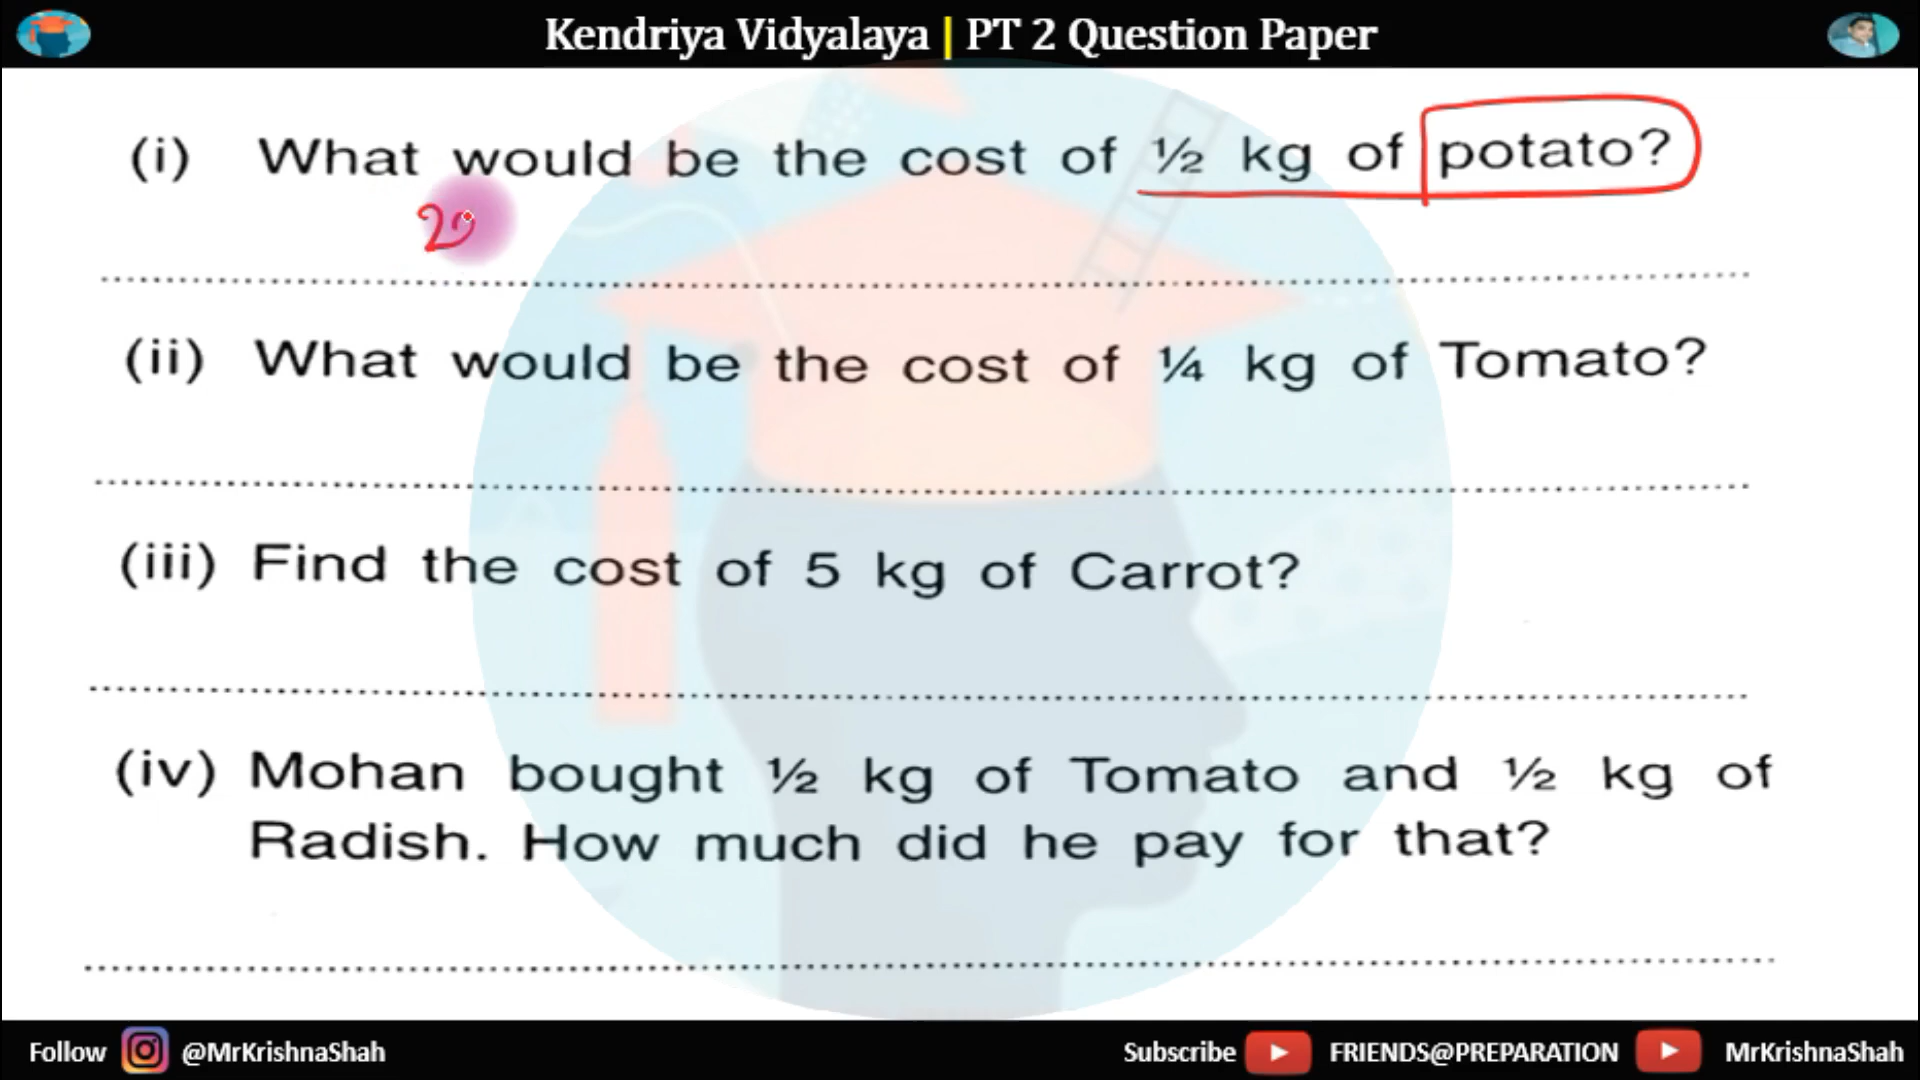 Kendriya Vidyalaya | PT 2 Question Paper
(i) What would be the cost of ½ kg of potato?
20
(ii) What would be the cost of ¼ kg of Tomato?
(iii) Find the cost of 5 kg of Carrot?
(iv) Mohan bought ½ kg of Tomato and ½ kg of
Radish. How much did he pay for that?
Follow @MrKrishnaShah Subscribe FRIENDS@PREPARATION MrKrishnaShah